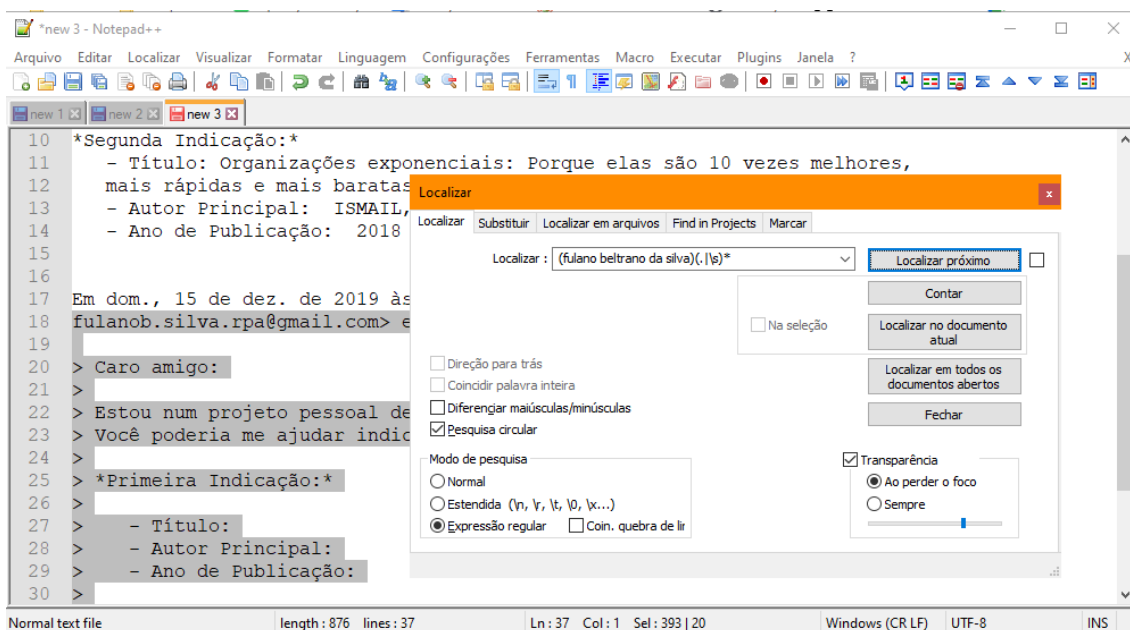 *new 3 - Notepad++
Arquivo Editar Localizar Visualizar Formatar Linguagem Configurações Ferramentas Macro Executar Plugins Janela ?
new 1 new 2 new 3
10 *Segunda Indicação:*
11 - Título: Organizações exponenciais: Porque elas são 10 vezes melhores,
12 mais rápidas e mais baratas
13 - Autor Principal: ISMAIL,
14 - Ano de Publicação: 2018
15
16
17 Em dom., 15 de dez. de 2019 às
18 fulanob.silva.rpa@gmail.com> e
19
20 > Caro amigo:
21 >
22 > Estou num projeto pessoal de
23 > Você poderia me ajudar indic
24 >
25 > *Primeira Indicação:*
26 >
27 > - Título:
28 > - Autor Principal:
29 > - Ano de Publicação:
30 >
Localizar
Localizar Substituir Localizar em arquivos Find in Projects Marcar
Localizar : (fulano beltrano da silva)(.|\s)*
Localizar próximo
Contar
Na seleção
Localizar no documento
atual
Direção para trás
Localizar em todos os
documentos abertos
Coincidir palavra inteira
Diferençiar maiúsculas/minúsculas
Fechar
Pesquisa circular
Modo de pesquisa
Normal
Estendida (\n, \r, \t, \0, \x...)
Expressão regular Coin. quebra de lir
Transparência
Ao perder o foco
Sempre
Normal text file length : 876 lines : 37 Ln : 37 Col : 1 Sel : 393 | 20 Windows (CR LF) UTF-8 INS